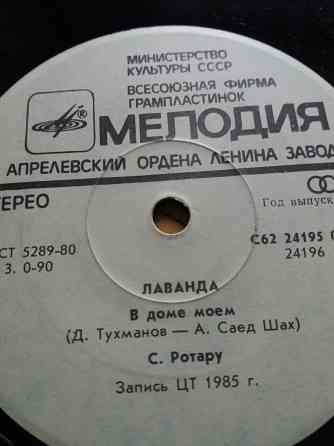 МИНИСТЕРСТВО
КУЛЬТУРЫ СССР
ВСЕСОЮЗНАЯ ФИРМА
ГРАМПЛАСТИНОК
® МЕЛОДИЯ
АПРЕЛЕВСКИЙ ОРДЕНА ЛЕНИНА ЗАВОД
ТЕРЕО
Год выпуск
СТ 5289-80
С62 24195
3. 0-90
24196
ЛАВАНДА
В доме моем
(Д. Тухманов — А. Саед Шах)
С. Ротару
Запись ЦТ 1985 г.